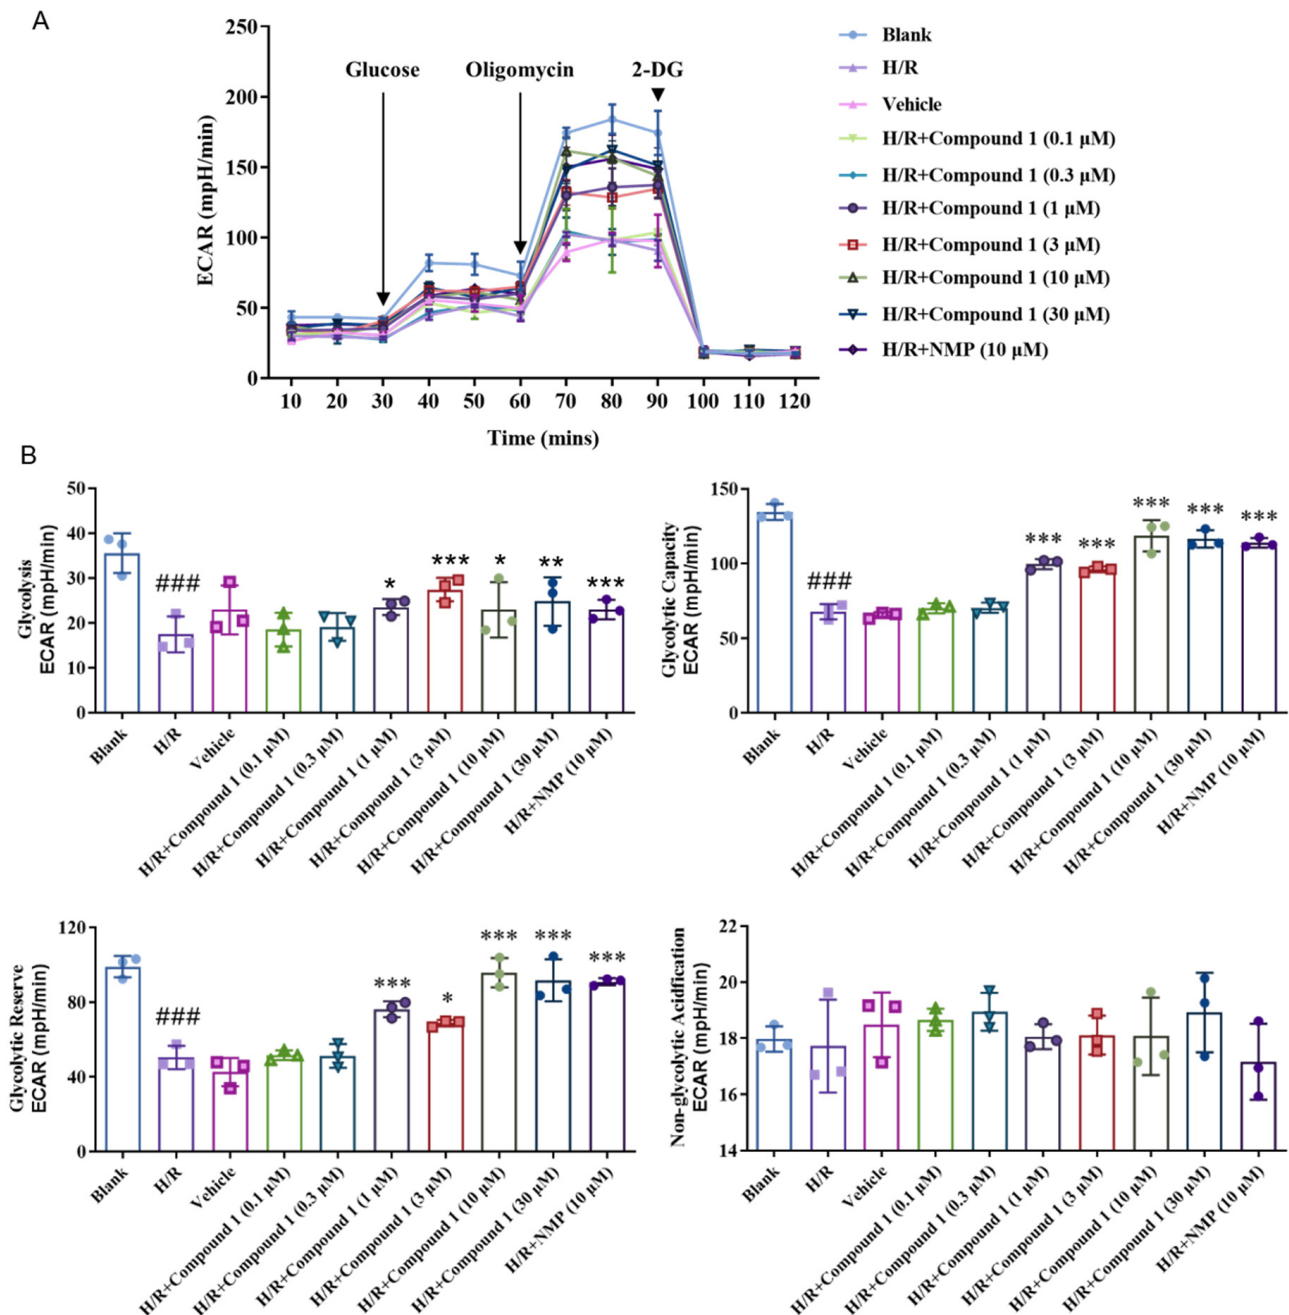 A
250
200
150
100
50
0
ECAR (mpH/min)
Glucose
Oligomycin
2-DG
10 20 30 40 50 60 70 80 90 100 110 120
Time (mins)
Blank
H/R
Vehicle
H/R+Compound 1 (0.1 μM)
H/R+Compound 1 (0.3 μM)
H/R+Compound 1 (1 μM)
H/R+Compound 1 (3 μM)
H/R+Compound 1 (10 μM)
H/R+Compound 1 (30 μM)
H/R+NMP (10 μM)
B
50
40
30
20
10
0
Glycolysis
ECAR (mpH/min)
###
*
***
*
**
***
Blank
H/R
Vehicle
H/R+Compound 1 (0.1 μM)
H/R+Compound 1 (0.3 μM)
H/R+Compound 1 (1 μM)
H/R+Compound 1 (3 μM)
H/R+Compound 1 (10 μM)
H/R+Compound 1 (30 μM)
H/R+NMP (10 μM)
150
100
50
0
Glycolytic Capacity
ECAR (mpH/min)
###
***
***
***
***
***
Blank
H/R
Vehicle
H/R+Compound 1 (0.1 μM)
H/R+Compound 1 (0.3 μM)
H/R+Compound 1 (1 μM)
H/R+Compound 1 (3 μM)
H/R+Compound 1 (10 μM)
H/R+Compound 1 (30 μM)
H/R+NMP (10 μM)
120
80
40
0
Glycolytic Reserve
ECAR (mpH/min)
###
***
*
***
***
***
Blank
H/R
Vehicle
H/R+Compound 1 (0.1 μM)
H/R+Compound 1 (0.3 μM)
H/R+Compound 1 (1 μM)
H/R+Compound 1 (3 μM)
H/R+Compound 1 (10 μM)
H/R+Compound 1 (30 μM)
H/R+NMP (10 μM)
22
20
18
16
14
Non-glycolytic Acidfication
ECAR (mpH/min)
Blank
H/R
Vehicle
H/R+Compound 1 (0.1 μM)
H/R+Compound 1 (0.3 μM)
H/R+Compound 1 (1 μM)
H/R+Compound 1 (3 μM)
H/R+Compound 1 (10 μM)
H/R+Compound 1 (30 μM)
H/R+NMP (10 μM)